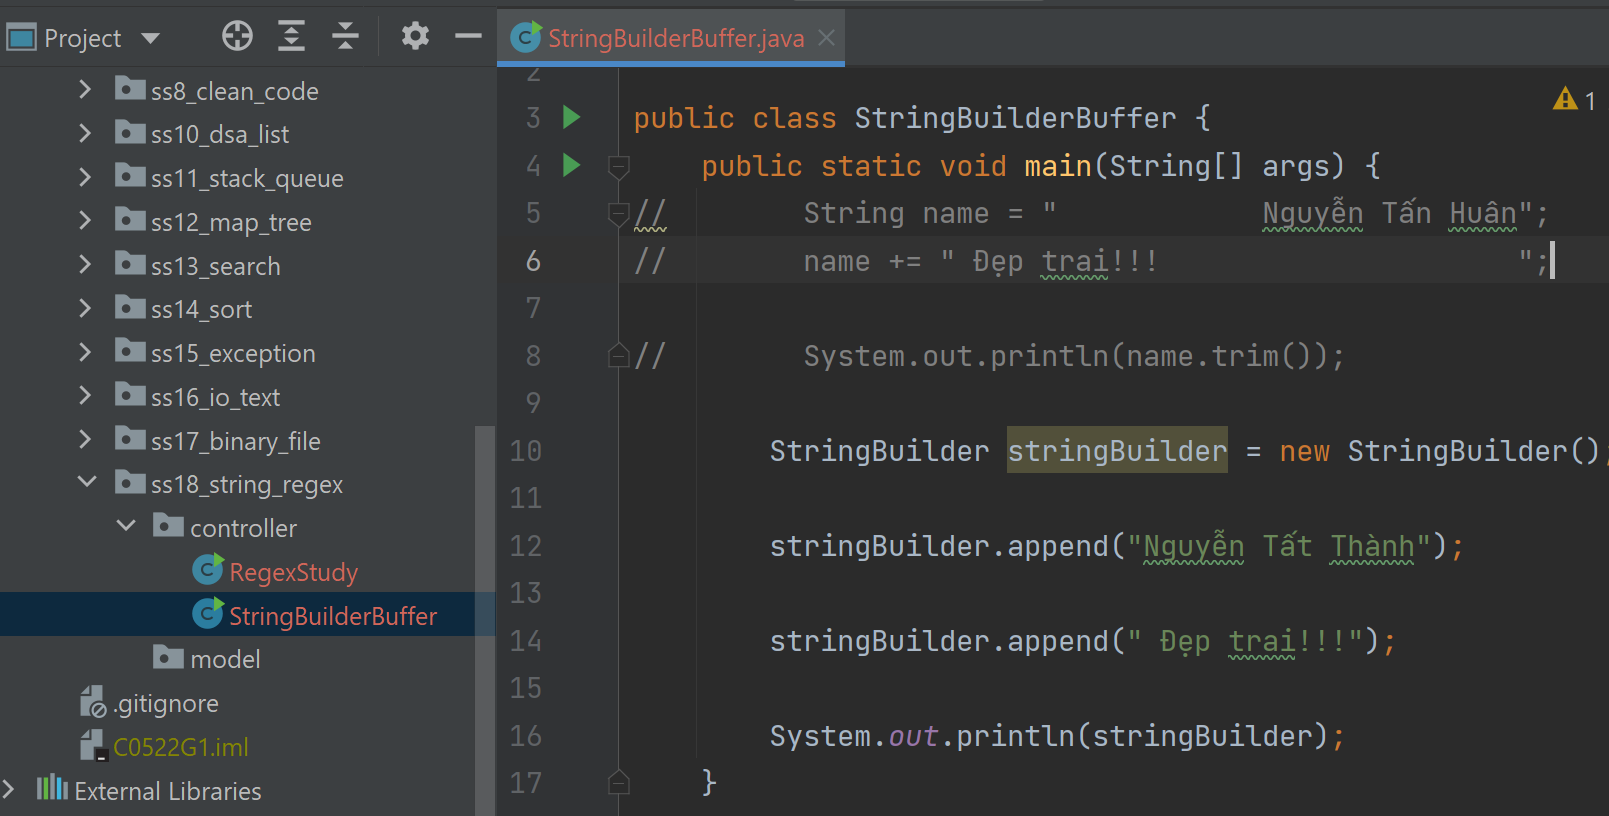 Project
ss8_clean_code
ss10_dsa_list
ss11_stack_queue
ss12_map_tree
ss13_search
ss14_sort
ss15_exception
ss16_io_text
ss17_binary_file
ss18_string_regex
controller
RegexStudy
StringBuilderBuffer
model
.gitignore
C0522G1.iml
External Libraries
StringBuilderBuffer.java
1
2
3 public class StringBuilderBuffer {
4     public static void main(String[] args) {
5 //        String name = "            Nguyễn Tấn Huân";
6 //        name += " Đẹp trai!!!                     ";
7
8 //        System.out.println(name.trim());
9
10         StringBuilder stringBuilder = new StringBuilder();
11
12         stringBuilder.append("Nguyễn Tất Thành");
13
14         stringBuilder.append(" Đẹp trai!!!");
15
16         System.out.println(stringBuilder);
17     }